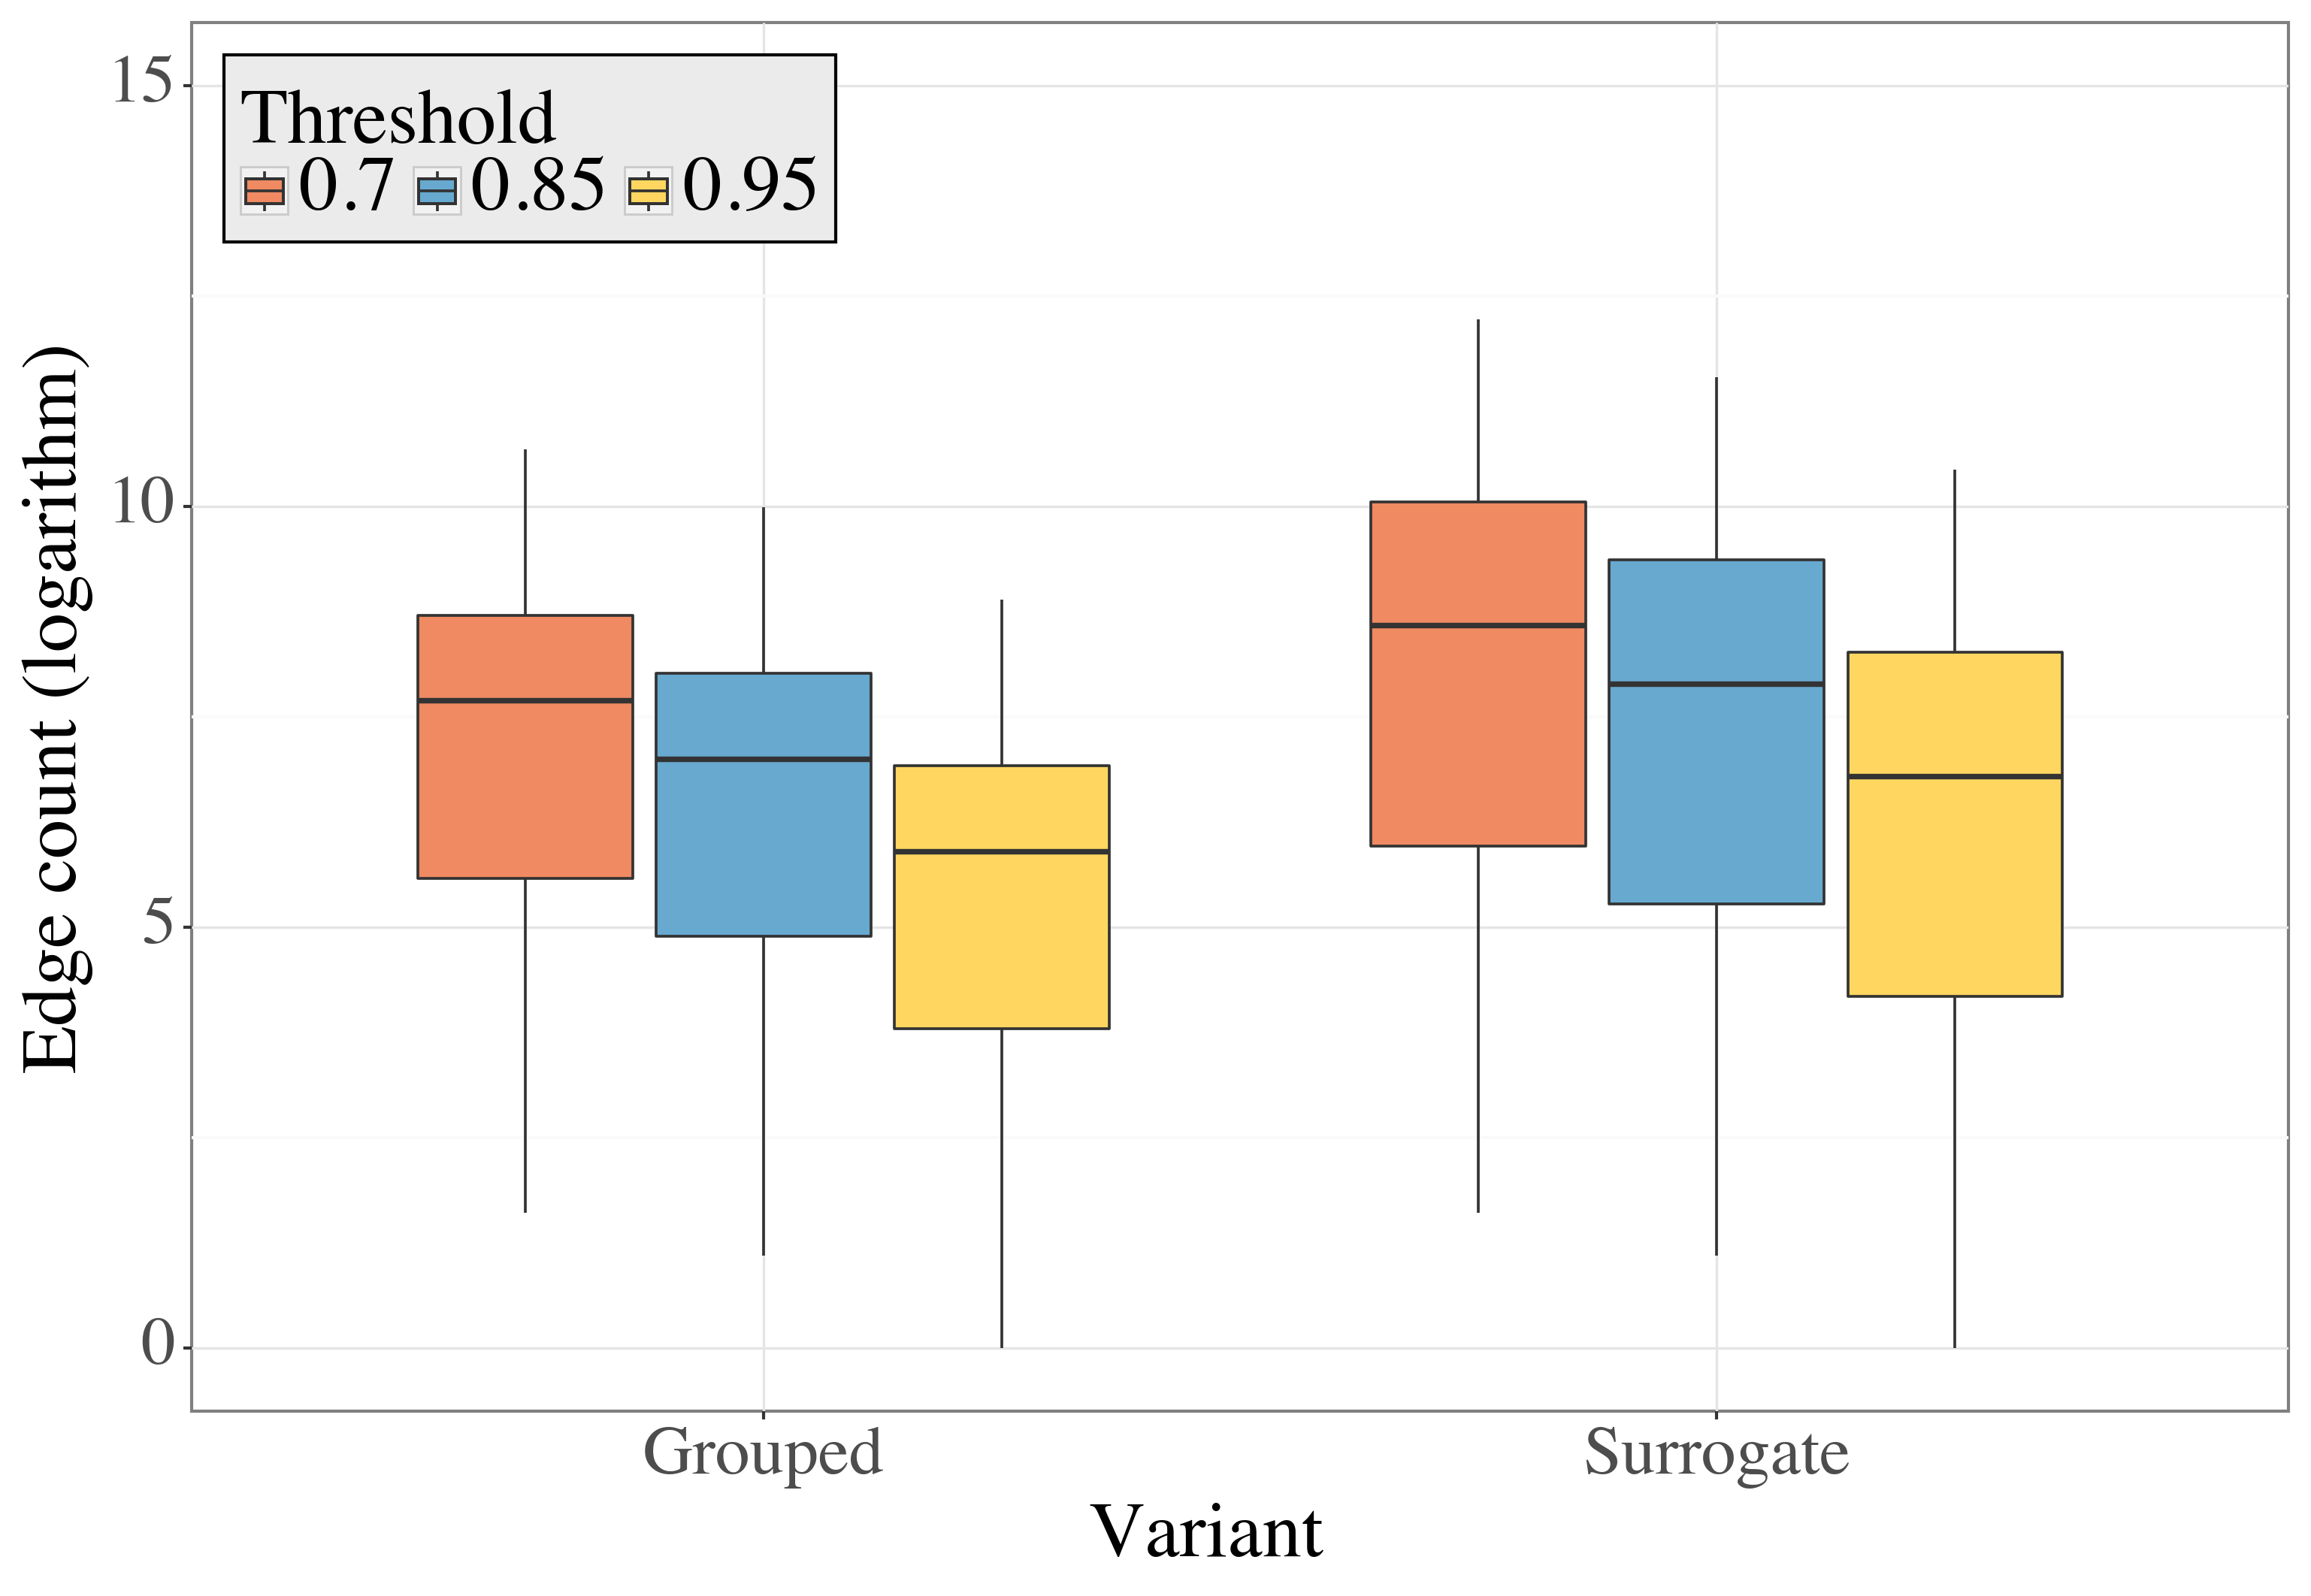 Threshold
0.7 0.85 0.95
15
10
5
0
Edge count (logarithm)
Grouped Surrogate
Variant